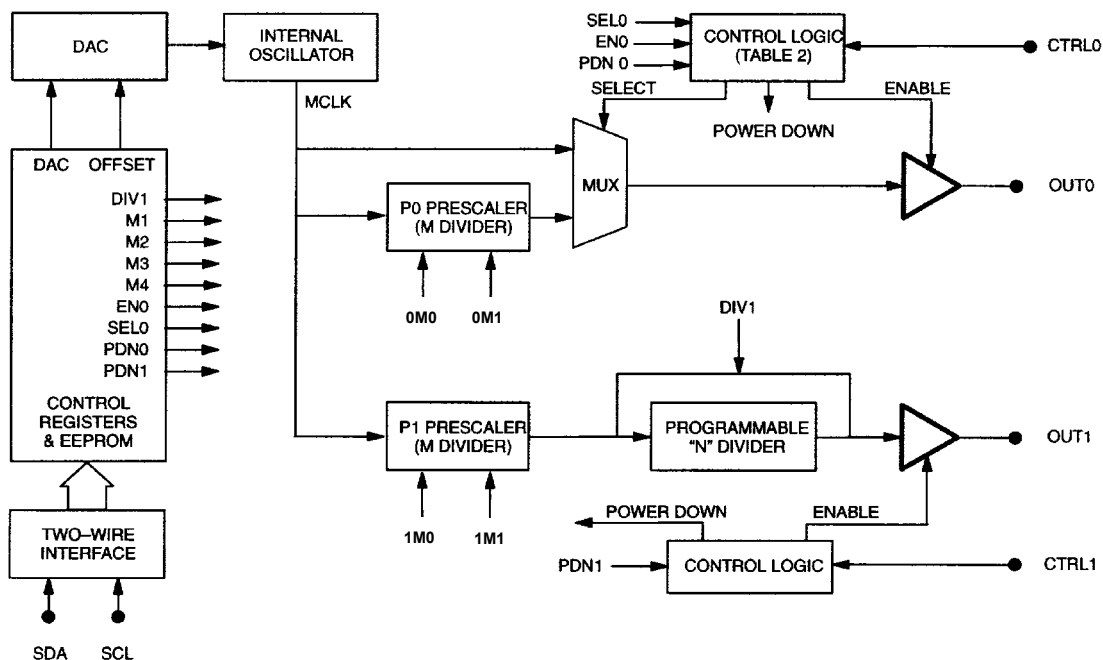 DAC
INTERNAL
OSCILLATOR
MCLK
SEL0
EN0
PDN 0
CONTROL LOGIC
(TABLE 2)
CTRL0
SELECT
POWER DOWN
ENABLE
DAC OFFSET
DIV1
M1
M2
M3
M4
EN0
SEL0
PDN0
PDN1
CONTROL
REGISTERS
& EEPROM
MUX
OUT0
P0 PRESCALER
(M DIVIDER)
0M0 0M1
DIV1
P1 PRESCALER
(M DIVIDER)
PROGRAMMABLE
“N” DIVIDER
OUT1
1M0 1M1
POWER DOWN
ENABLE
PDN1
CONTROL LOGIC
CTRL1
TWO–WIRE
INTERFACE
SDA SCL